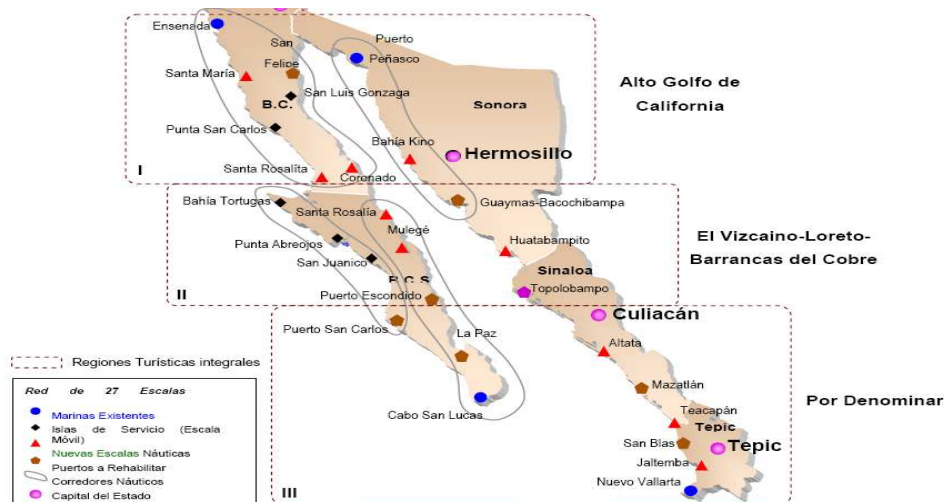 Ensenada
San
Felipe
Puerto
Peñasco
Santa María
San Luis Gonzaga
B.C.
Punta San Carlos
Sonora
Bahía Kino
Hermosillo
Santa Rosalíta
Coronado
I
Alto Golfo de
California
Bahía Tortugas
Santa Rosalía
Mulegé
Guaymas-Bacochibampa
Punta Abreojos
Huatabampito
San Juanico
B.C.S
Sinaloa
Topolobampo
Puerto Escondido
II
El Vizcaino-Loreto-
Barrancas del Cobre
Puerto San Carlos
Culiacán
La Paz
Altata
Mazatlán
Cabo San Lucas
Teacapán
Tepic
San Blas
Tepic
Jaltemba
Nuevo Vallarta
III
Por Denominar
Regiones Turísticas integrales
Red de 27 Escalas
Marinas Existentes
Islas de Servicio (Escala
Móvil)
Nuevas Escalas Náuticas
Puertos a Rehabilitar
Corredores Náuticos
Capital del Estado